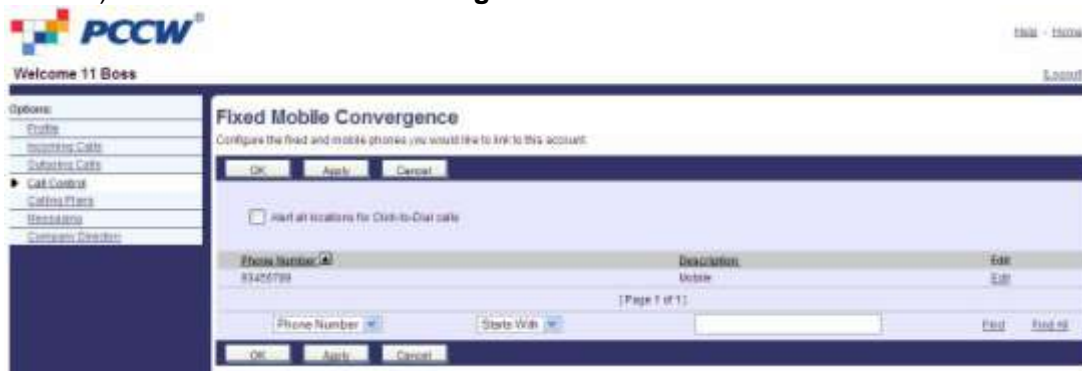 PCCW®
Help - Home
Welcome 11 Boss
Logout
Options:
Profile
Incoming Calls
Outgoing Calls
Call Control
Calling Plans
Messaging
Company Directory
Fixed Mobile Convergence
Configure the fixed and mobile phones you would like to link to this account.
OK Apply Cancel
Alert all locations for Click-to-Dial calls
Phone Number Description Edit
93456789 Mobile Edit
[Page 1 of 1]
Phone Number Starts With Find Find All
OK Apply Cancel